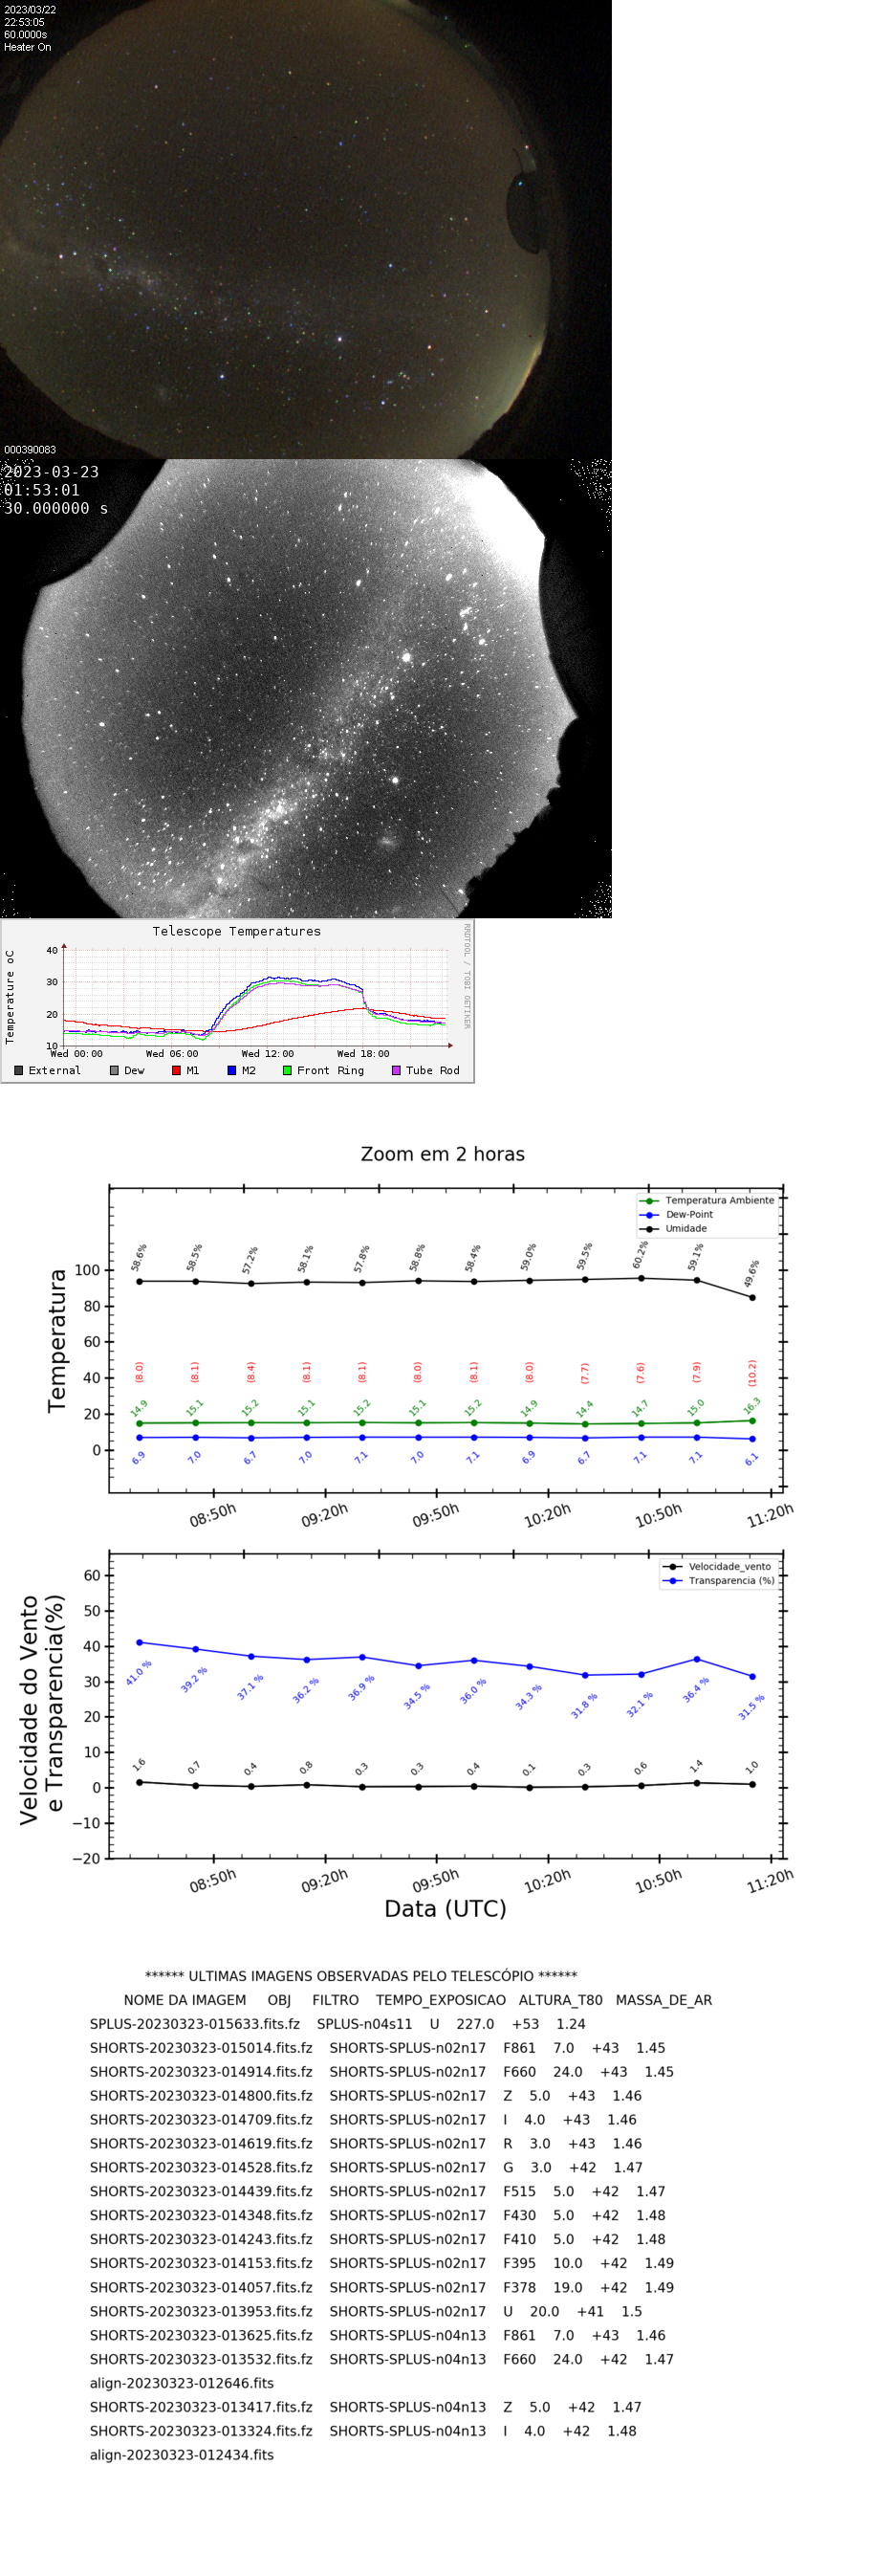 2023/03/22
22:53:05
60.0000s
Heater On
000390083
2023-03-23
01:53:01
30.000000 s
Telescope Temperatures
RRDTOOL / TOBI OETIKER
Temperature oC
40
30
20
10
Wed 00:00 Wed 06:00 Wed 12:00 Wed 18:00
External Dew M1 M2 Front Ring Tube Rod
Zoom em 2 horas
Temperatura Ambiente
Dew-Point
Umidade
Temperatura
100
80
60
40
20
0
58.6% 58.5% 57.2% 58.1% 57.8% 58.8% 58.4% 59.0% 59.5% 60.2% 59.1% 49.6%
(8.0) (8.1) (8.4) (8.1) (8.1) (8.0) (8.1) (8.0) (7.7) (7.6) (7.9) (10.2)
14.9 15.1 15.2 15.1 15.2 15.1 15.2 14.9 14.4 14.7 15.0 16.3
6.9 7.0 6.7 7.0 7.1 7.0 7.1 6.9 6.7 7.1 7.1 6.1
08:50h 09:20h 09:50h 10:20h 10:50h 11:20h
Velocidade_vento
Transparencia (%)
Velocidade do Vento
e Transparencia(%)
60
50
40
30
20
10
0
−10
−20
41.0 % 39.2 % 37.1 % 36.2 % 36.9 % 34.5 % 36.0 % 34.3 % 31.8 % 32.1 % 36.4 % 31.5 %
1.6 0.7 0.4 0.8 0.3 0.3 0.4 0.1 0.3 0.6 1.4 1.0
08:50h 09:20h 09:50h 10:20h 10:50h 11:20h
Data (UTC)
****** ULTIMAS IMAGENS OBSERVADAS PELO TELESCÓPIO ******
NOME DA IMAGEM OBJ FILTRO TEMPO_EXPOSICAO ALTURA_T80 MASSA_DE_AR
SPLUS-20230323-015633.fits.fz SPLUS-n04s11 U 227.0 +53 1.24
SHORTS-20230323-015014.fits.fz SHORTS-SPLUS-n02n17 F861 7.0 +43 1.45
SHORTS-20230323-014914.fits.fz SHORTS-SPLUS-n02n17 F660 24.0 +43 1.45
SHORTS-20230323-014800.fits.fz SHORTS-SPLUS-n02n17 Z 5.0 +43 1.46
SHORTS-20230323-014709.fits.fz SHORTS-SPLUS-n02n17 I 4.0 +43 1.46
SHORTS-20230323-014619.fits.fz SHORTS-SPLUS-n02n17 R 3.0 +43 1.46
SHORTS-20230323-014528.fits.fz SHORTS-SPLUS-n02n17 G 3.0 +42 1.47
SHORTS-20230323-014439.fits.fz SHORTS-SPLUS-n02n17 F515 5.0 +42 1.47
SHORTS-20230323-014348.fits.fz SHORTS-SPLUS-n02n17 F430 5.0 +42 1.48
SHORTS-20230323-014243.fits.fz SHORTS-SPLUS-n02n17 F410 5.0 +42 1.48
SHORTS-20230323-014153.fits.fz SHORTS-SPLUS-n02n17 F395 10.0 +42 1.49
SHORTS-20230323-014057.fits.fz SHORTS-SPLUS-n02n17 F378 19.0 +42 1.49
SHORTS-20230323-013953.fits.fz SHORTS-SPLUS-n02n17 U 20.0 +41 1.5
SHORTS-20230323-013625.fits.fz SHORTS-SPLUS-n04n13 F861 7.0 +43 1.46
SHORTS-20230323-013532.fits.fz SHORTS-SPLUS-n04n13 F660 24.0 +42 1.47
align-20230323-012646.fits
SHORTS-20230323-013417.fits.fz SHORTS-SPLUS-n04n13 Z 5.0 +42 1.47
SHORTS-20230323-013324.fits.fz SHORTS-SPLUS-n04n13 I 4.0 +42 1.48
align-20230323-012434.fits